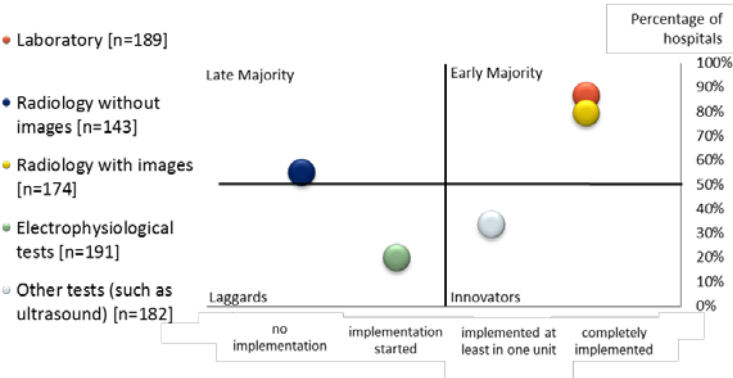 Percentage of
hospitals
Laboratory [n=189]
Radiology without
images [n=143]
Radiology with images
[n=174]
Electrophysiological
tests [n=191]
Other tests (such as
ultrasound) [n=182]
Late Majority
Early Majority
Laggards
Innovators
100%
90%
80%
70%
60%
50%
40%
30%
20%
10%
0%
no
implementation
implementation
started
implemented at
least in one unit
completely
implemented